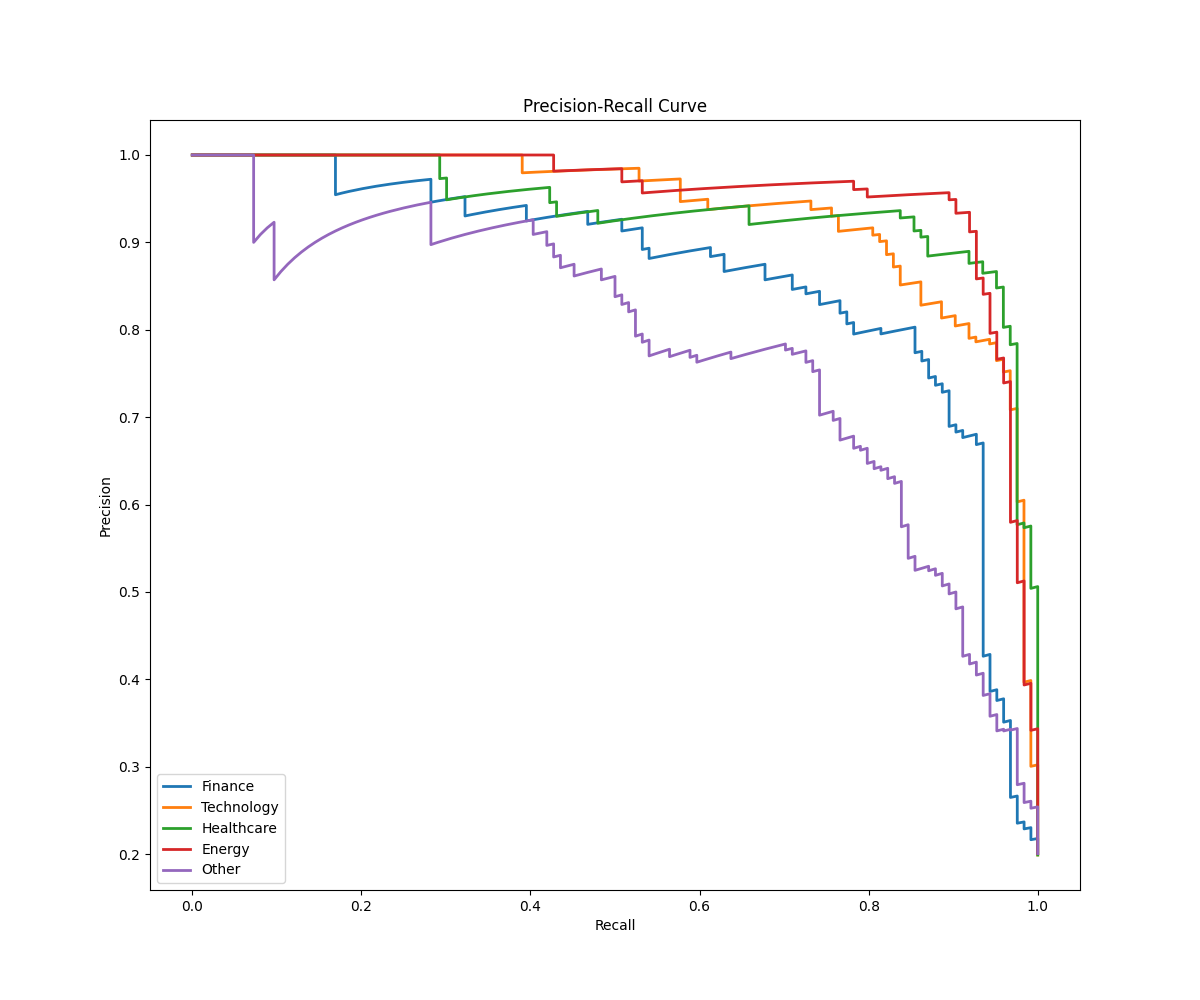 Precision-Recall Curve
Precision
1.0
0.9
0.8
0.7
0.6
0.5
0.4
0.3
0.2
Finance
Technology
Healthcare
Energy
Other
0.0 0.2 0.4 0.6 0.8 1.0
Recall